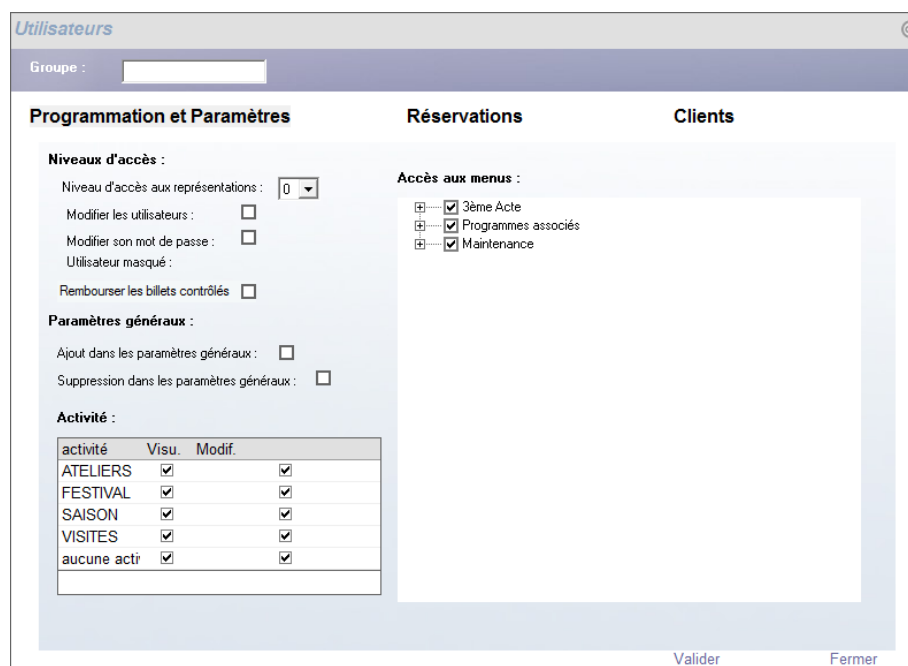 Utilisateurs
Groupe :
Programmation et Paramètres Réservations Clients
Niveaux d'accès :
Niveau d'accès aux représentations : 0
Modifier les utilisateurs :
Modifier son mot de passe :
Utilisateur masqué :
Rembourser les billets contrôlés
Paramètres généraux :
Ajout dans les paramètres généraux :
Suppression dans les paramètres généraux :
Activité :
activité Visu. Modif.
ATELIERS
FESTIVAL
SAISON
VISITES
aucune acti
Accès aux menus :
3ème Acte
Programmes associés
Maintenance
Valider Fermer